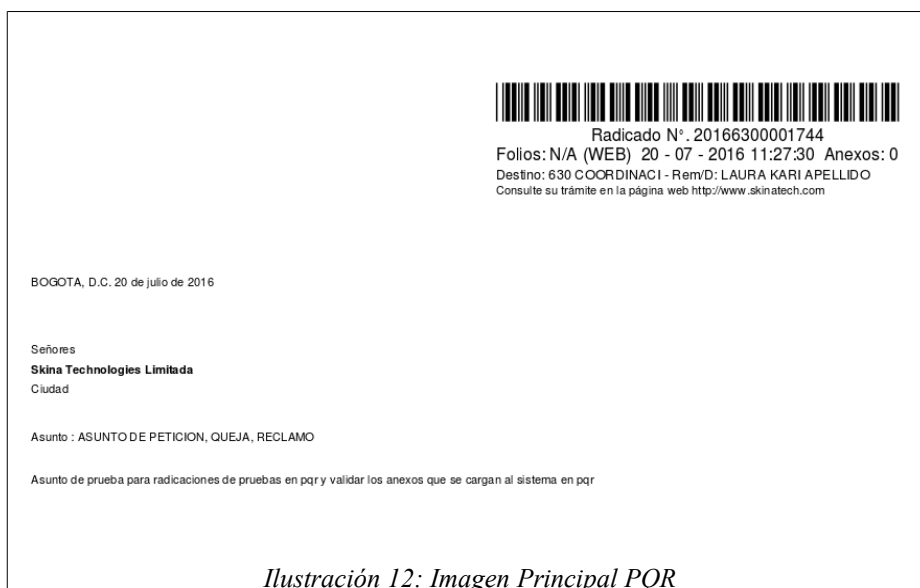 Radicado N°. 20166300001744
Folios: N/A (WEB) 20 - 07 - 2016 11:27:30 Anexos: 0
Destino: 630 COORDINACI - Rem/D: LAURA KARI APELLIDO
Consulte su trámite en la página web http://www.skinatech.com
BOGOTA, D.C. 20 de julio de 2016
Señores
Skina Technologies Limitada
Ciudad
Asunto : ASUNTO DE PETICION, QUEJA, RECLAMO
Asunto de prueba para radicaciones de pruebas en pqr y validar los anexos que se cargan al sistema en pqr
Ilustración 12: Imagen Principal PQR